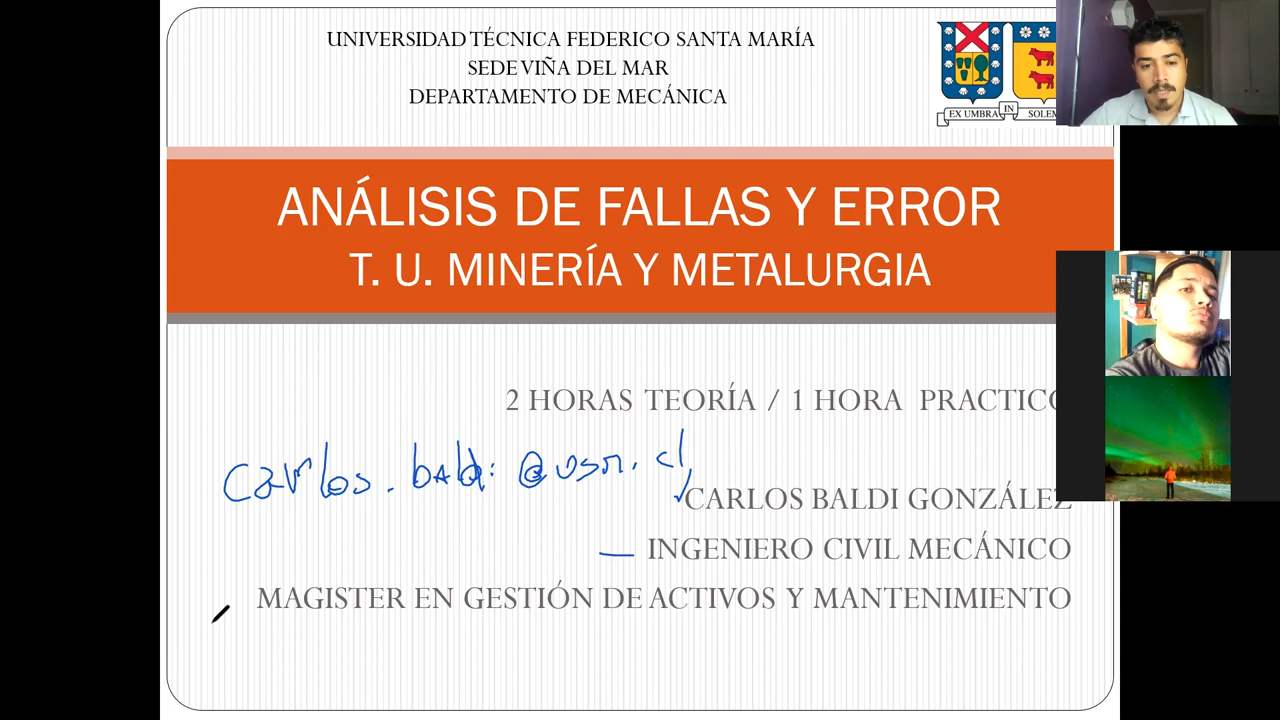 UNIVERSIDAD TÉCNICA FEDERICO SANTA MARÍA
SEDE VIÑA DEL MAR
DEPARTAMENTO DE MECÁNICA
EX UMBRA IN SOLEM
ANÁLISIS DE FALLAS Y ERROR
T. U. MINERÍA Y METALURGIA
2 HORAS TEORÍA / 1 HORA PRACTICO
carlos.baldi@usm.cl
CARLOS BALDI GONZÁLEZ
INGENIERO CIVIL MECÁNICO
MAGISTER EN GESTIÓN DE ACTIVOS Y MANTENIMIENTO